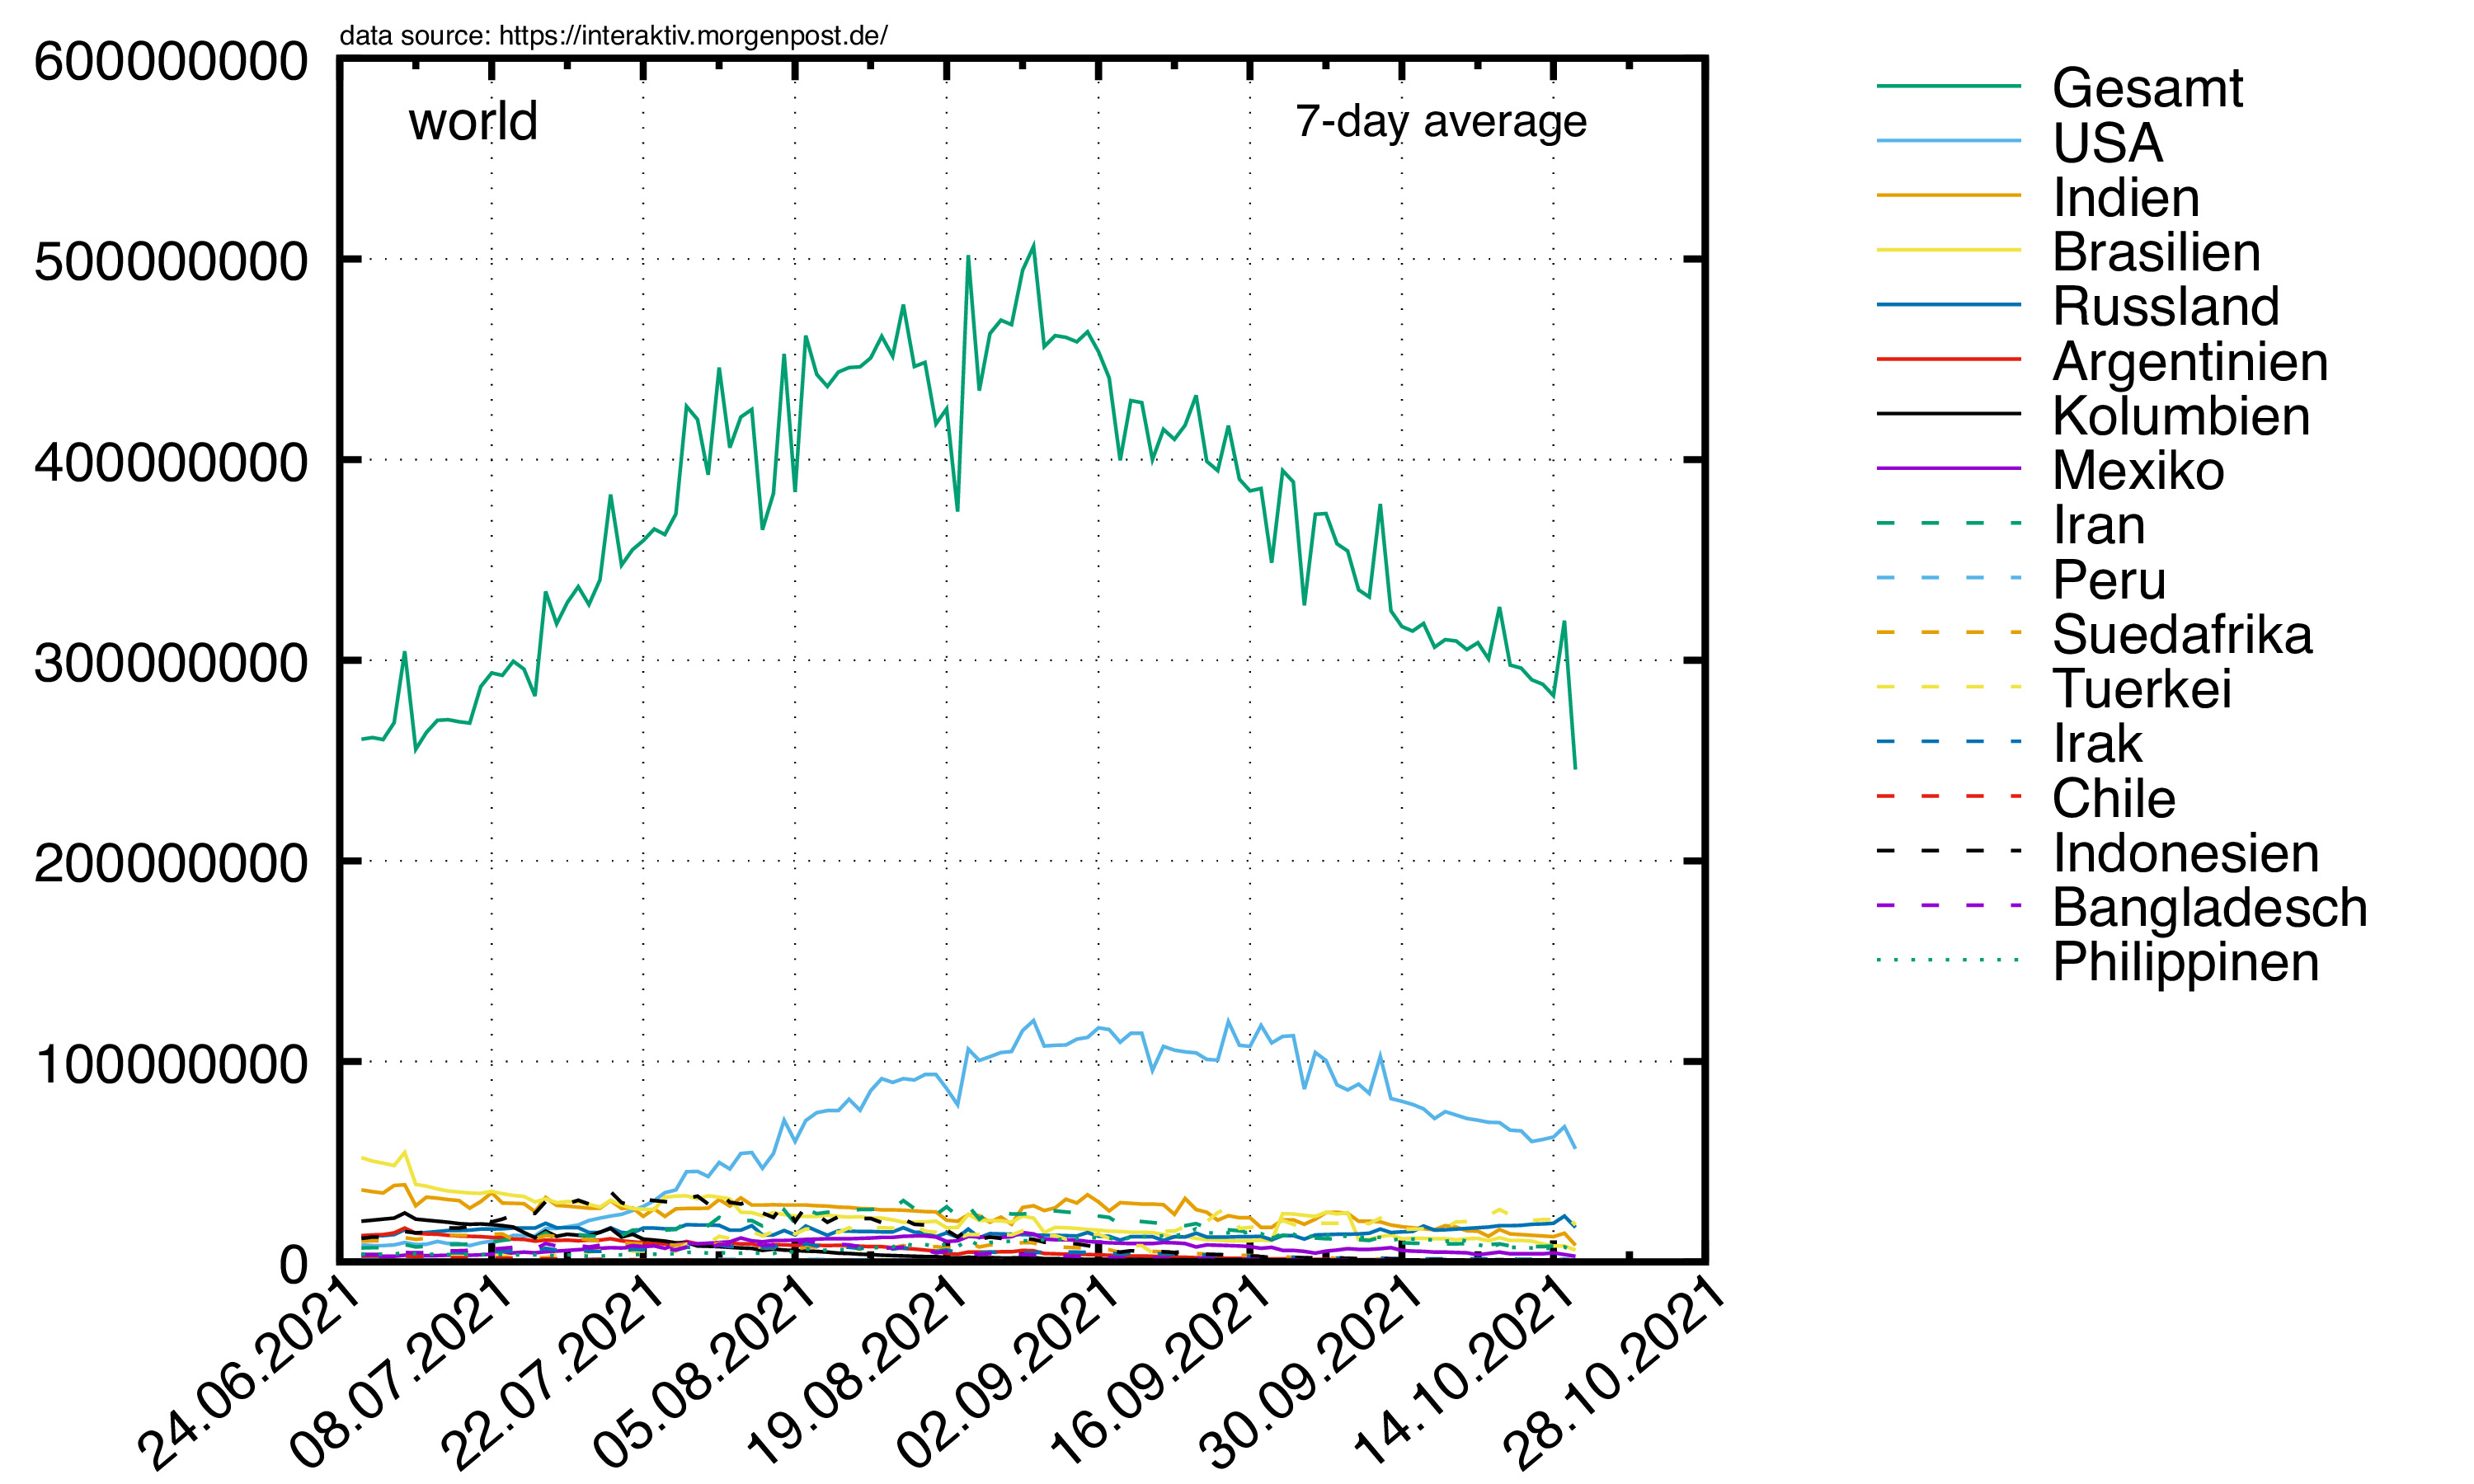 data source: https://interaktiv.morgenpost.de/
600000000
500000000
400000000
300000000
200000000
100000000
0
world
7-day average
24.06.2021
08.07.2021
22.07.2021
05.08.2021
19.08.2021
02.09.2021
16.09.2021
30.09.2021
14.10.2021
28.10.2021
Gesamt
USA
Indien
Brasilien
Russland
Argentinien
Kolumbien
Mexiko
Iran
Peru
Suedafrika
Tuerkei
Irak
Chile
Indonesien
Bangladesch
Philippinen